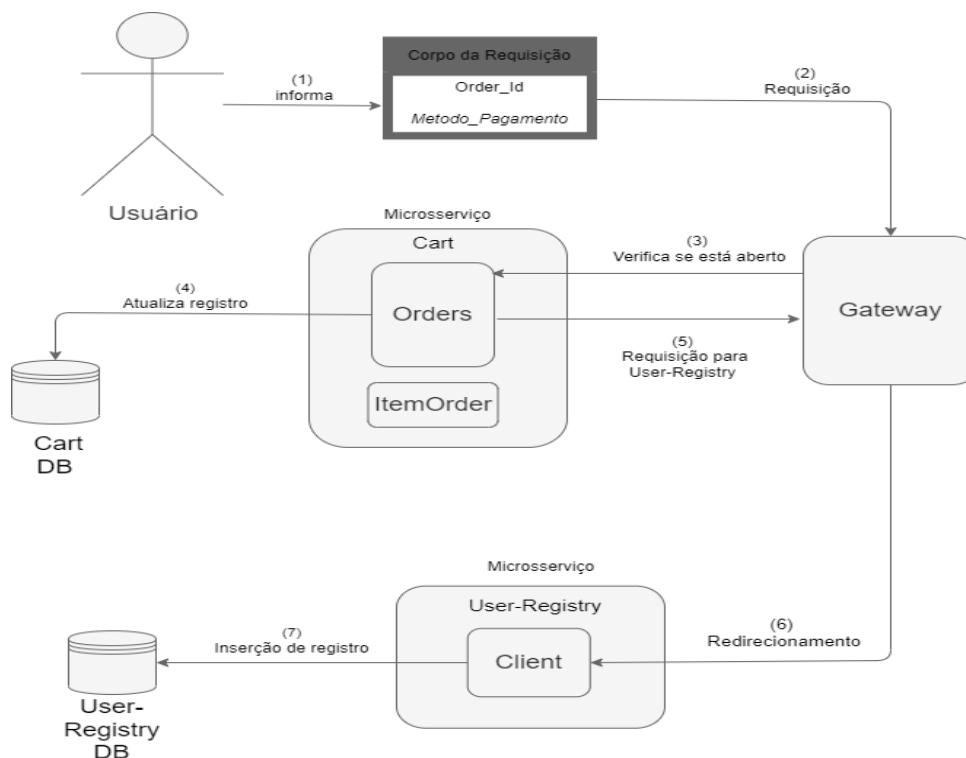 Corpo da Requisição
(1)
informa
Order_Id
Metodo_Pagamento
(2)
Requisição
Usuário
Microsserviço
Cart
(3)
Verifica se está aberto
(4)
Atualiza registro
Orders
Gateway
(5)
Requisição para
User-Registry
ItemOrder
Cart
DB
Microsserviço
User-Registry
(6)
Redirecionamento
(7)
Inserção de registro
Client
User-
Registry
DB